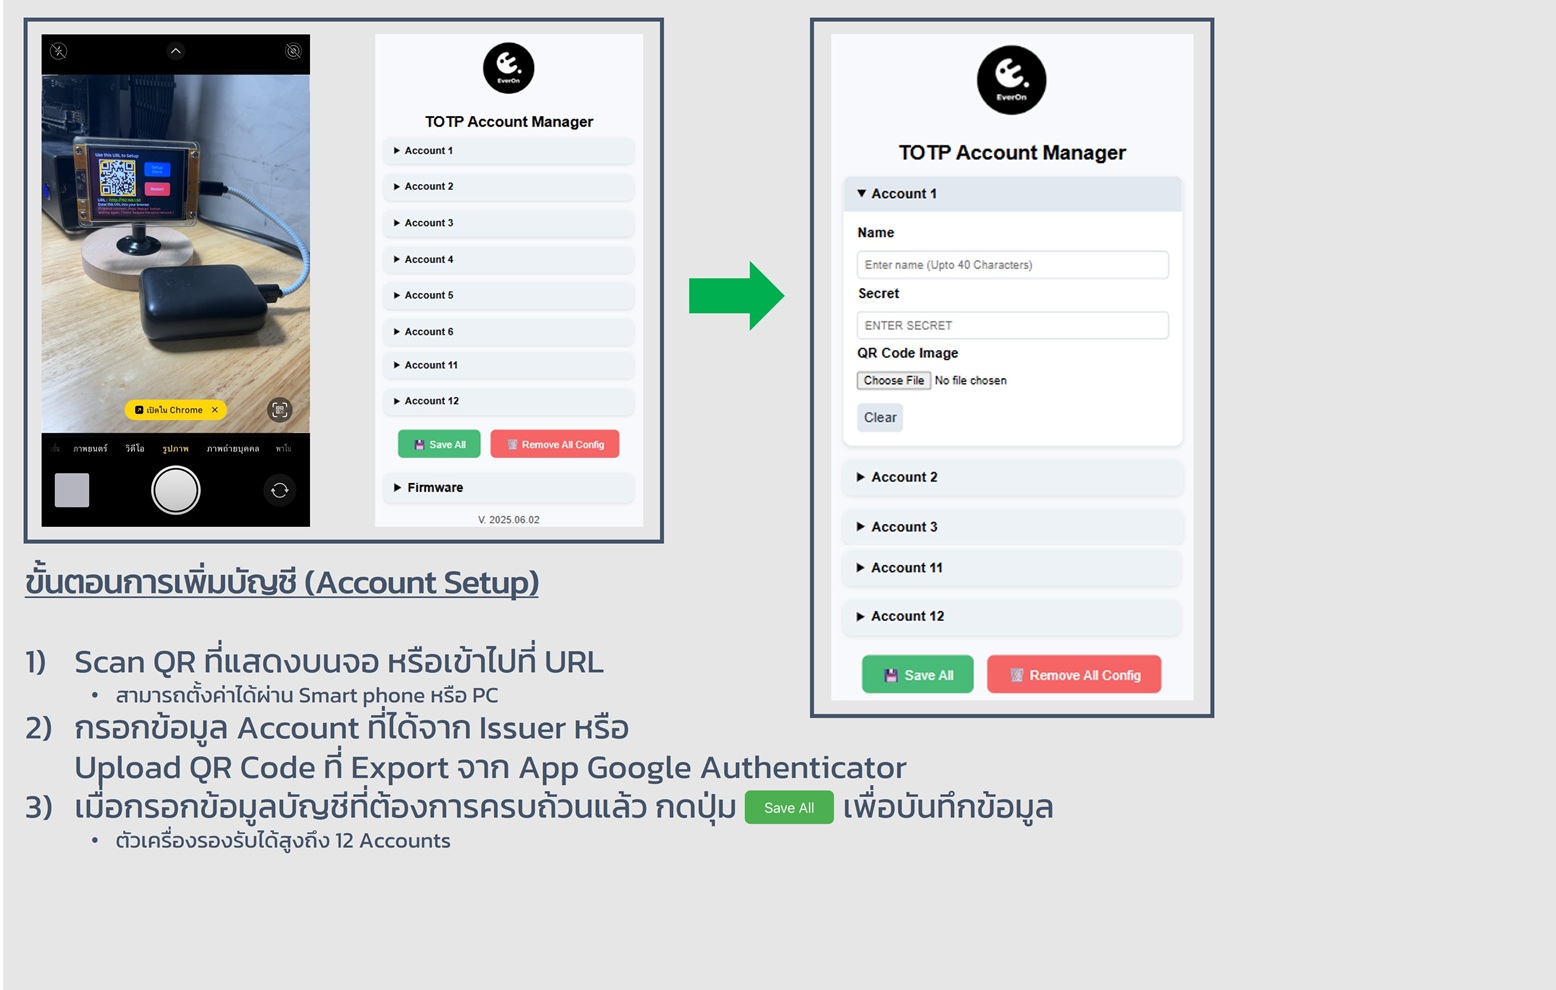 Use this URL to Setup
เปิดใน Chrome ×
ภาพยนตร์ วิดีโอ รูปภาพ ภาพถ่ายบุคคล
EverOn
TOTP Account Manager
▶ Account 1
▶ Account 2
▶ Account 3
▶ Account 4
▶ Account 5
▶ Account 6
▶ Account 11
▶ Account 12
Save All Remove All Config
▶ Firmware
V. 2025.06.02
EverOn
TOTP Account Manager
▼ Account 1
Name
Enter name (Upto 40 Characters)
Secret
ENTER SECRET
QR Code Image
Choose File No file chosen
Clear
▶ Account 2
▶ Account 3
▶ Account 11
▶ Account 12
Save All Remove All Config
ขั้นตอนการเพิ่มบัญชี (Account Setup)
1) Scan QR ที่แสดงบนจอ หรือเข้าไปที่ URL
• สามารถตั้งค่าได้ผ่าน Smart phone หรือ PC
2) กรอกข้อมูล Account ที่ได้จาก Issuer หรือ
Upload QR Code ที่ Export จาก App Google Authenticator
3) เมื่อกรอกข้อมูลบัญชีที่ต้องการครบถ้วนแล้ว กดปุ่ม Save All เพื่อบันทึกข้อมูล
• ตัวเครื่องรองรับได้สูงถึง 12 Accounts